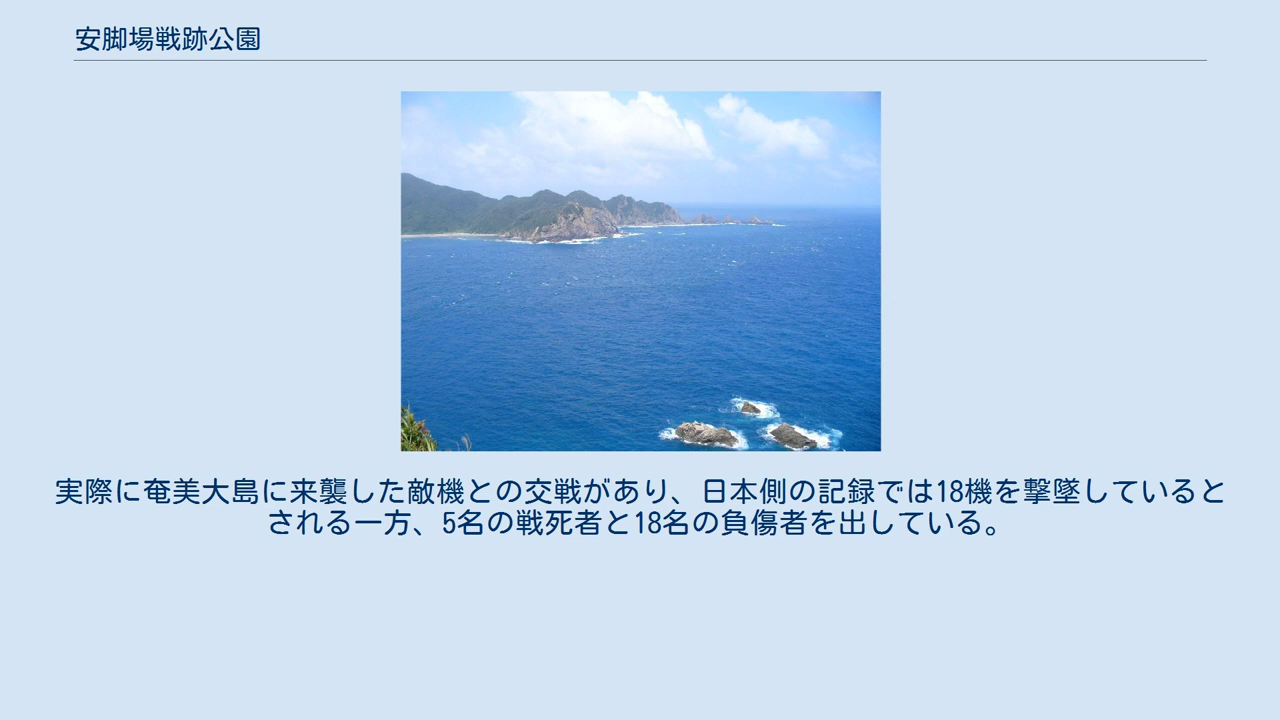 安脚場戦跡公園
実際に奄美大島に来襲した敵機との交戦があり、日本側の記録では18機を撃墜していると
される一方、5名の戦死者と18名の負傷者を出している。